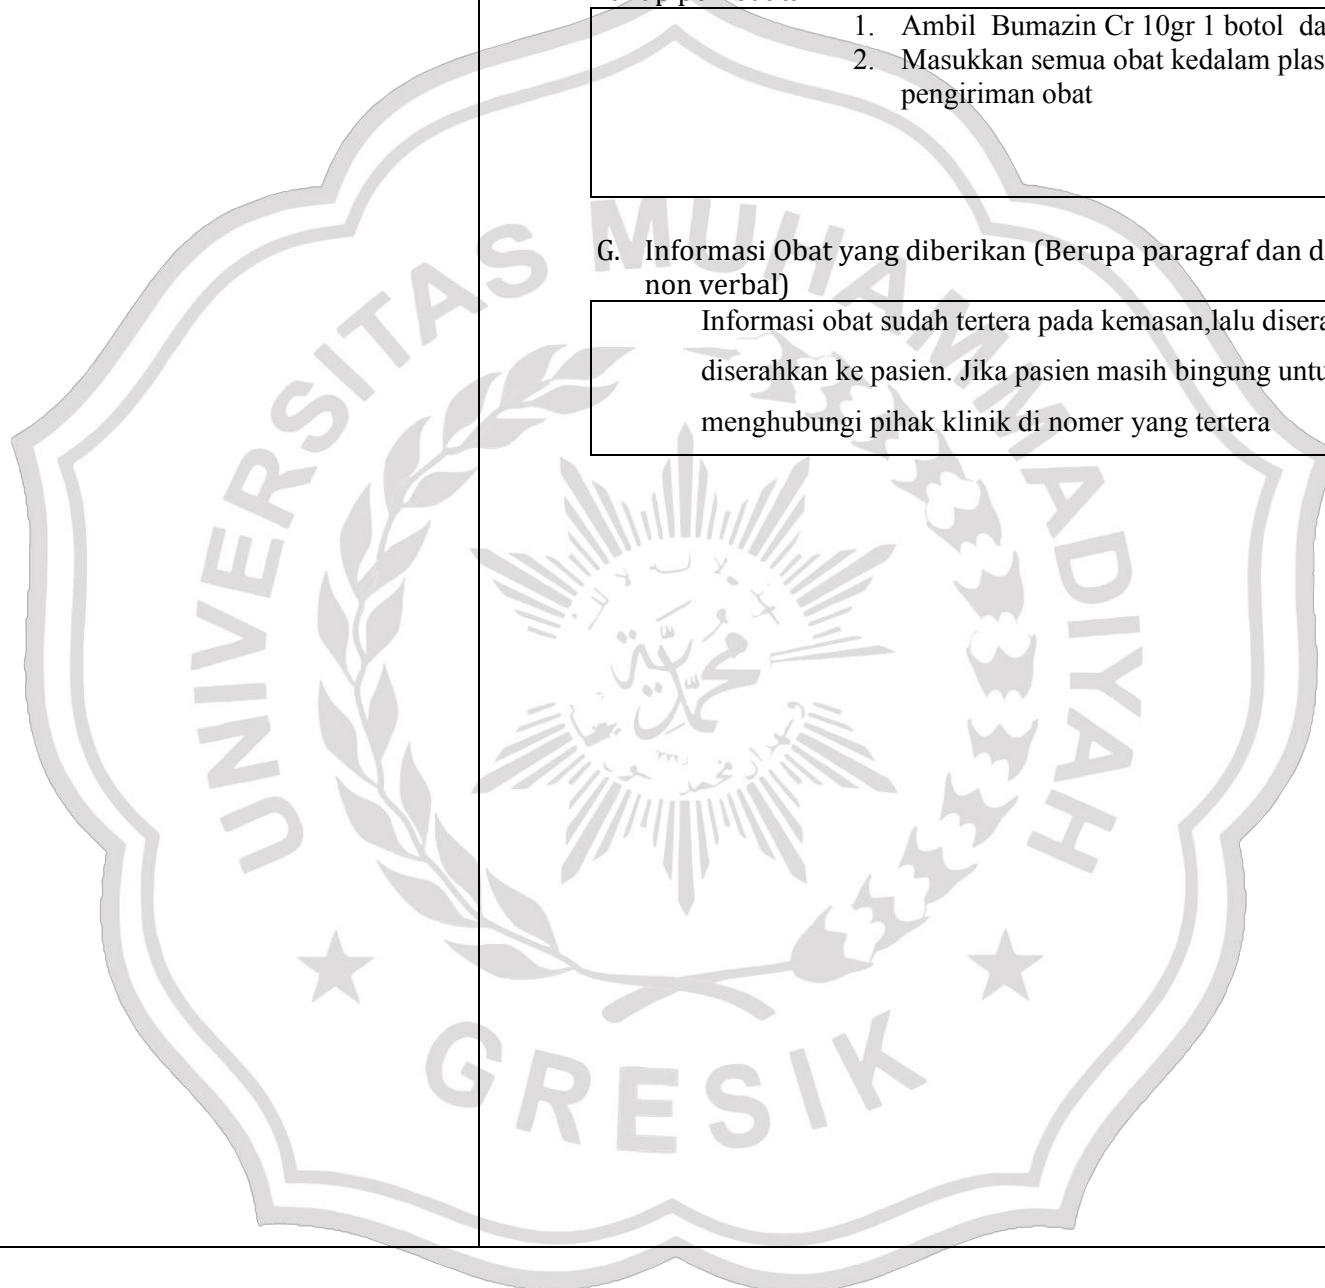 1. Ambil Bumazin Cr 10gr 1 botol da
2. Masukkan semua obat kedalam plas
pengiriman obat
G. Informasi Obat yang diberikan (Berupa paragraf dan d
non verbal)
Informasi obat sudah tertera pada kemasan,lalu disera
diserahkan ke pasien. Jika pasien masih bingung untu
menghubungi pihak klinik di nomer yang tertera
UNIVERSITAS MUHAMMADIYAH
GRESIK